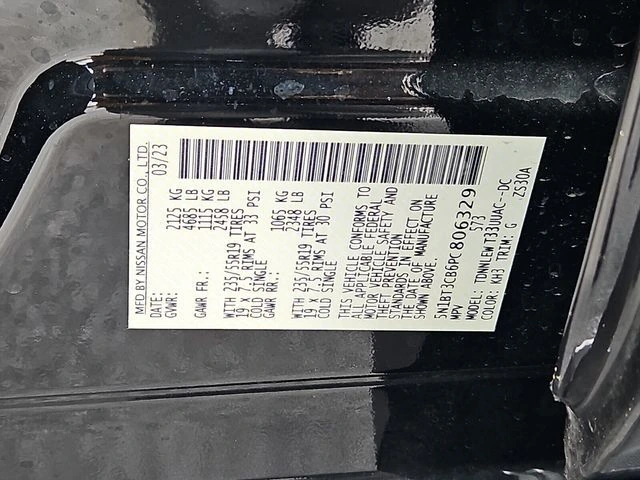 MFD. BY NISSAN MOTOR CO., LTD.
DATE: 03/23
GVWR: 2125 KG
4685 LB
GAWR FR.: 1115 KG
2458 LB
WITH 235/55R19 TIRES
19 x 7.5 RIMS AT 33 PSI
COLD SINGLE
GAWR RR.: 1065 KG
2348 LB
WITH 235/55R19 TIRES
19 x 7.5 RIMS AT 30 PSI
COLD SINGLE
THIS VEHICLE CONFORMS TO
ALL APPLICABLE FEDERAL
MOTOR VEHICLE SAFETY AND
THEFT PREVENTION
STANDARDS IN EFFECT ON
THE DATE OF MANUFACTURE
SHOWN ABOVE.
5N1BT3CB6PC806329
MPV 573
MODEL: TDNNLEWT33UUAC--DC
COLOR: KH3 TRIM: G
ZS30A